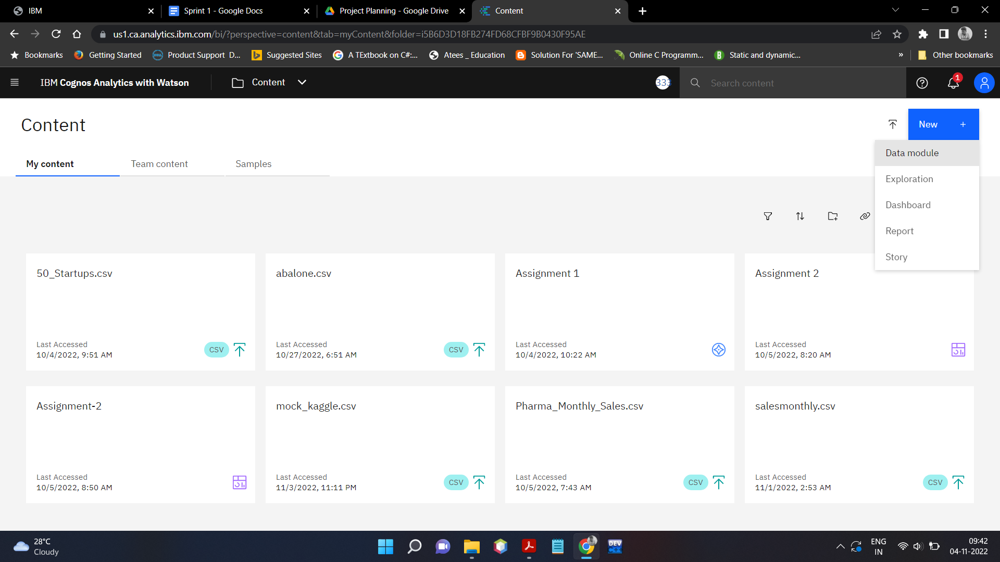 IBM
Sprint 1 - Google Docs
Project Planning - Google Drive
Content
us1.ca.analytics.ibm.com/bi/?perspective=content&tab=myContent&folder=i5B6D3D18FB274FD68CFBF9B0430F95AE
Bookmarks
Getting Started
Product Support D...
Suggested Sites
A TExtbook on C#:...
Atees _ Education
Solution For 'SAME...
Online C Programm...
Static and dynamic...
»
Other bookmarks
IBM Cognos Analytics with Watson
Content
333
Search content
1
Content
New +
My content
Team content
Samples
Data module
Exploration
Dashboard
Report
Story
50_Startups.csv
Last Accessed
10/4/2022, 9:51 AM
CSV
abalone.csv
Last Accessed
10/27/2022, 6:51 AM
CSV
Assignment 1
Last Accessed
10/4/2022, 10:22 AM
Assignment 2
Last Accessed
10/5/2022, 8:20 AM
Assignment-2
Last Accessed
10/5/2022, 8:50 AM
mock_kaggle.csv
Last Accessed
11/3/2022, 11:11 PM
CSV
Pharma_Monthly_Sales.csv
Last Accessed
10/5/2022, 7:43 AM
CSV
salesmonthly.csv
Last Accessed
11/1/2022, 2:53 AM
CSV
28°C
Cloudy
DEV
C++
ENG
IN
09:42
04-11-2022